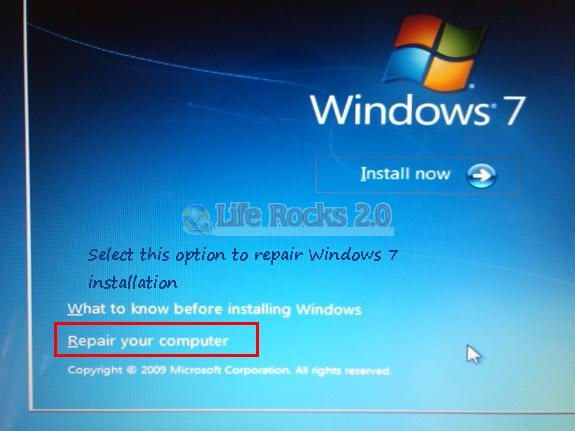 Windows 7
Install now
Life Rocks 2.0
Select this option to repair Windows 7
installation
What to know before installing Windows
Repair your computer
Copyright © 2009 Microsoft Corporation. All rights reserved.